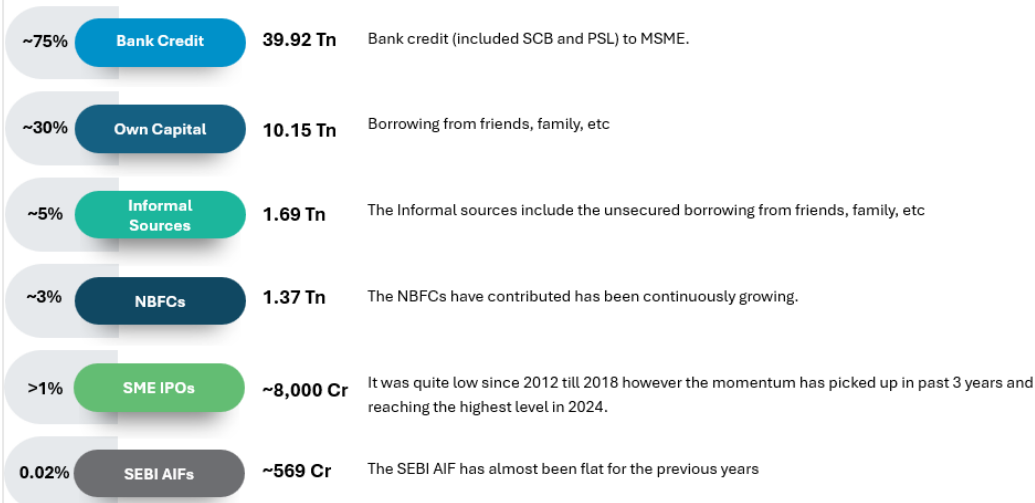 ~75% Bank Credit 39.92 Tn Bank credit (included SCB and PSL) to MSME.
~30% Own Capital 10.15 Tn Borrowing from friends, family, etc
~5% Informal Sources 1.69 Tn The Informal sources include the unsecured borrowing from friends, family, etc
~3% NBFCs 1.37 Tn The NBFCs have contributed has been continuously growing.
>1% SME IPOs ~8,000 Cr It was quite low since 2012 till 2018 however the momentum has picked up in past 3 years and
reaching the highest level in 2024.
0.02% SEBI AIFs ~569 Cr The SEBI AIF has almost been flat for the previous years